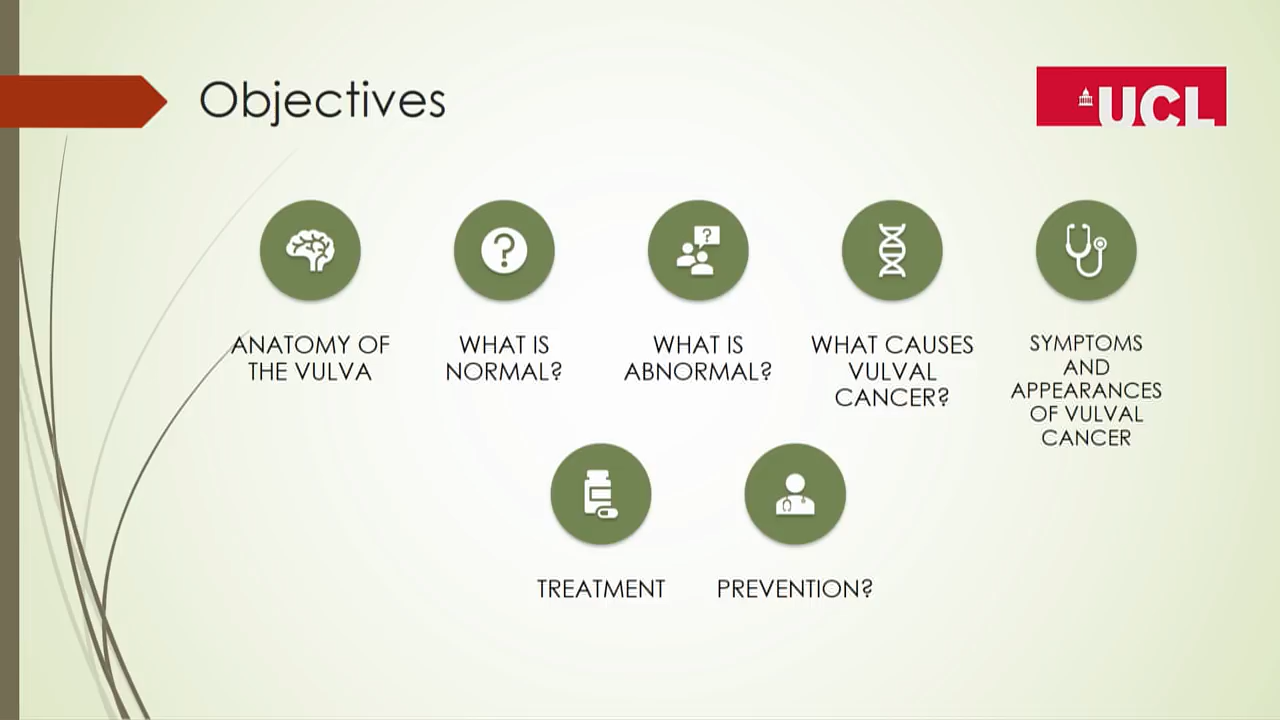 Objectives
UCL
ANATOMY OF
THE VULVA
WHAT IS
NORMAL?
WHAT IS
ABNORMAL?
WHAT CAUSES
VULVAL
CANCER?
SYMPTOMS
AND
APPEARANCES
OF VULVAL
CANCER
TREATMENT
PREVENTION?